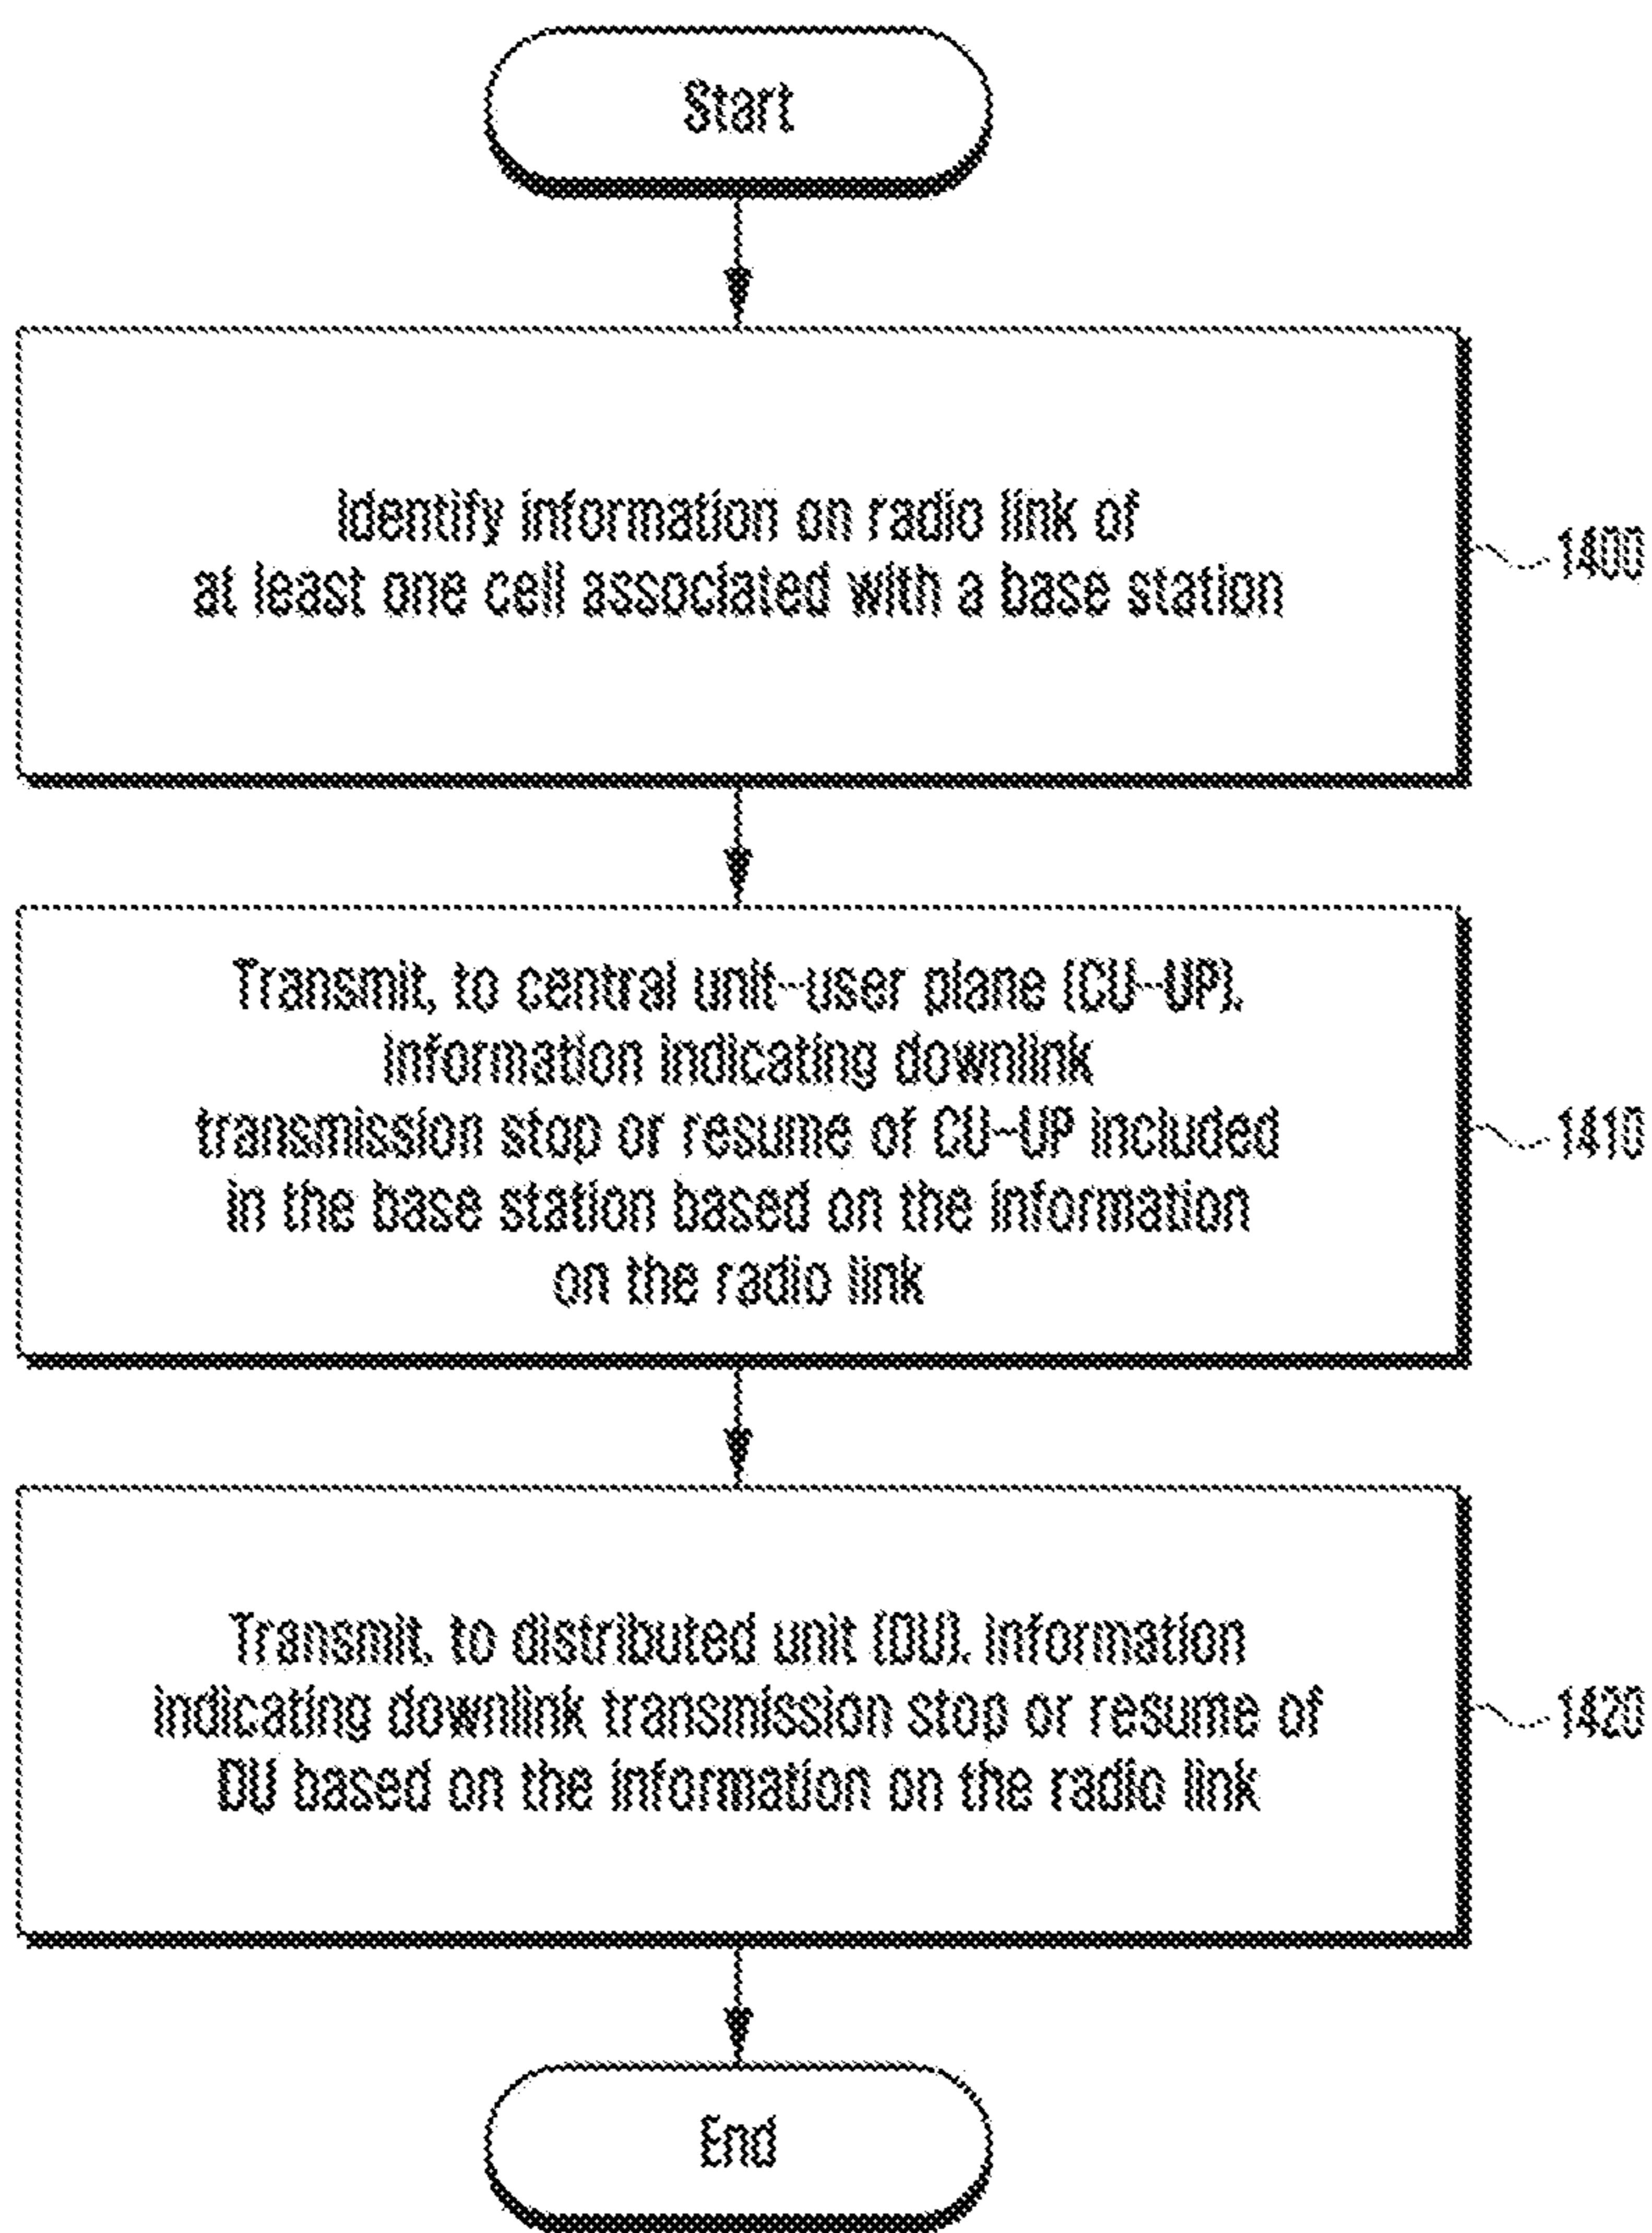 Start
Identify information on radio link of
at least one cell associated with a base station
1400
Transmit, to central unit-user plane (CU-UP),
information indicating downlink
transmission stop or resume of CU-UP included
in the base station based on the information
on the radio link
1410
Transmit, to distributed unit (DU), information
indicating downlink transmission stop or resume of
DU based on the information on the radio link
1420
End